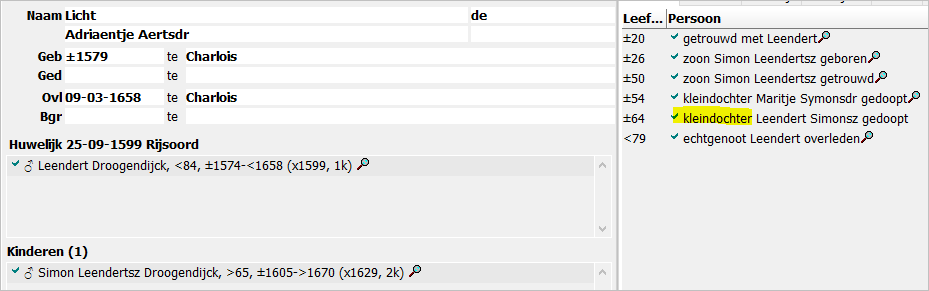 Naam Licht de
Adriaentje Aertsdr
Geb ±1579 te Charlois
Ged te
Ovl 09-03-1658 te Charlois
Bgr te
Huwelijk 25-09-1599 Rijsoord
Leendert Droogendijck, <84, ±1574-<1658 (x1599, 1k)
Kinderen (1)
Simon Leendertsz Droogendijck, >65, ±1605->1670 (x1629, 2k)
Leef... Persoon
±20 getrouwd met Leendert
±26 zoon Simon Leendertsz geboren
±50 zoon Simon Leendertsz getrouwd
±54 kleindochter Maritje Symonsdr gedoopt
±64 kleindochter Leendert Simonsz gedoopt
<79 echtgenoot Leendert overleden